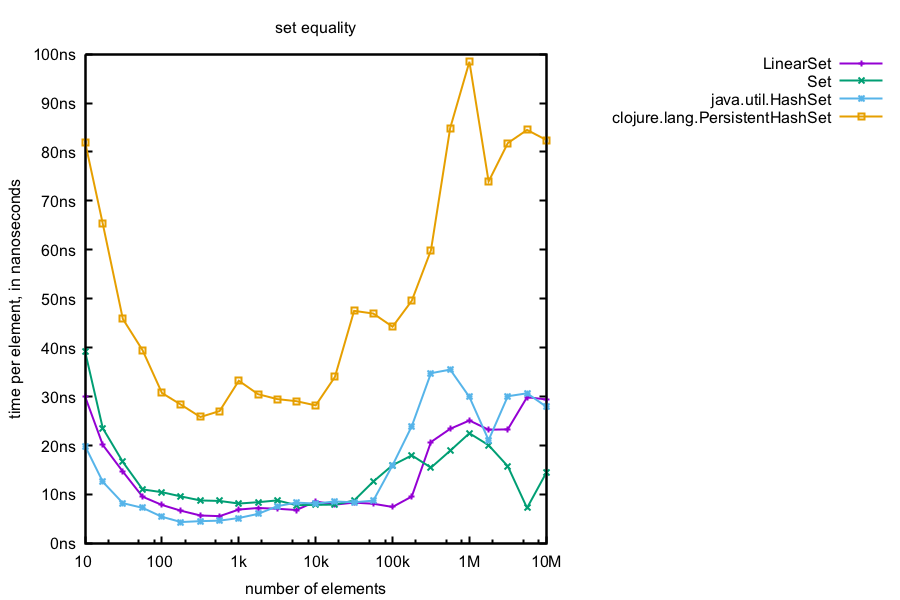 set equality
LinearSet
Set
java.util.HashSet
clojure.lang.PersistentHashSet
100ns
90ns
80ns
70ns
60ns
50ns
40ns
30ns
20ns
10ns
0ns
time per element, in nanoseconds
10 100 1k 10k 100k 1M 10M
number of elements